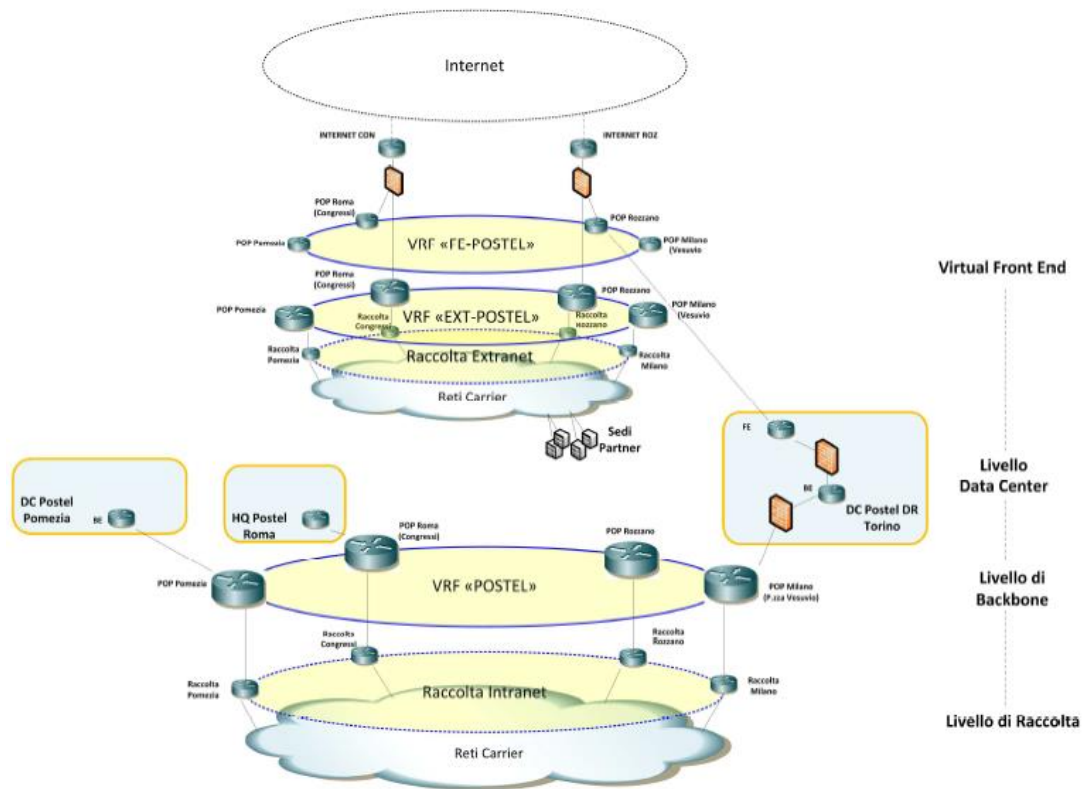 Internet
INTERNET CON
INTERNET ROZ
POP Roma
(Congressi)
POP Rozzano
POP Pomezia
VRF «FE-POSTEL»
POP Milano
(Vesuvio
Virtual Front End
POP Roma
(Congressi)
POP Rozzano
POP Pomezia
POP Milano
(Vesuvio
VRF «EXT-POSTEL»
Raccolta
Congressi
Raccolta
Rozzano
Raccolta
Pomezia
Raccolta Extranet
Raccolta
Milano
Reti Carrier
Sedi
Partner
FE
BE
DC Postel DR
Torino
Livello
Data Center
DC Postel
Pomezia
BE
HQ Postel
Roma
POP Roma
(Congressi)
POP Rozzano
POP Pomezia
VRF «POSTEL»
POP Milano
(P.zza Vesuvio)
Livello di
Backbone
Raccolta
Congressi
Raccolta
Rozzano
Raccolta
Pomezia
Raccolta Intranet
Raccolta
Milano
Livello di Raccolta
Reti Carrier